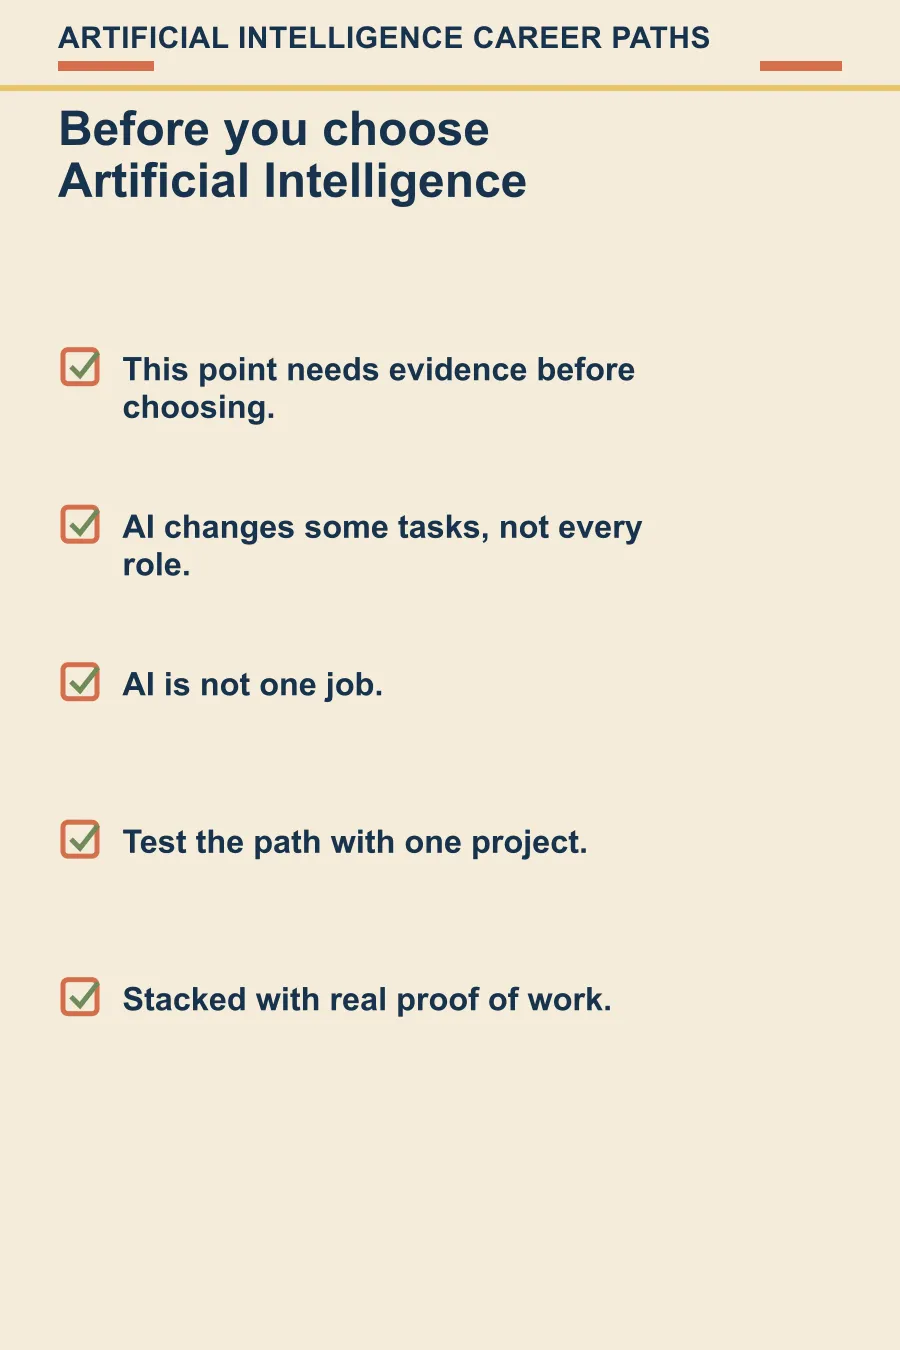 ARTIFICIAL INTELLIGENCE CAREER PATHS
Before you choose
Artificial Intelligence
This point needs evidence before
choosing.
AI changes some tasks, not every
role.
AI is not one job.
Test the path with one project.
Stacked with real proof of work.